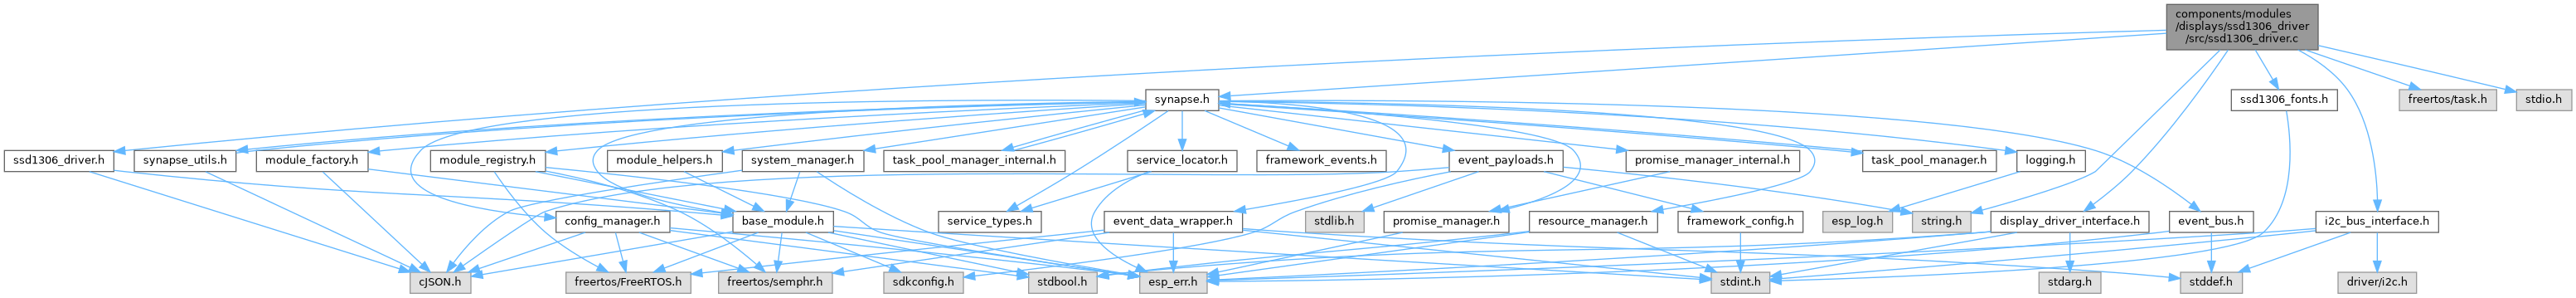 components/modules
/displays/ssd1306_driver
/src/ssd1306_driver.c
synapse.h
ssd1306_fonts.h
freertos/task.h
stdio.h
ssd1306_driver.h
synapse_utils.h
module_factory.h
module_registry.h
module_helpers.h
system_manager.h
task_pool_manager_internal.h
service_locator.h
framework_events.h
event_payloads.h
promise_manager_internal.h
task_pool_manager.h
logging.h
config_manager.h
base_module.h
service_types.h
event_data_wrapper.h
stdlib.h
promise_manager.h
resource_manager.h
framework_config.h
esp_log.h
string.h
display_driver_interface.h
event_bus.h
i2c_bus_interface.h
cJSON.h
freertos/FreeRTOS.h
freertos/semphr.h
sdkconfig.h
stdbool.h
esp_err.h
stdint.h
stdarg.h
stddef.h
driver/i2c.h